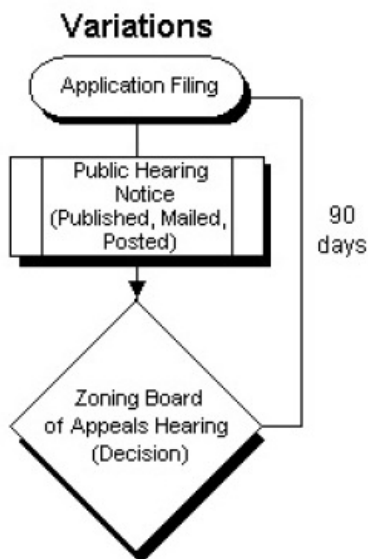 Variations
Application Filing
Public Hearing
Notice
(Published, Mailed,
Posted)
90
days
Zoning Board
of Appeals Hearing
(Decision)